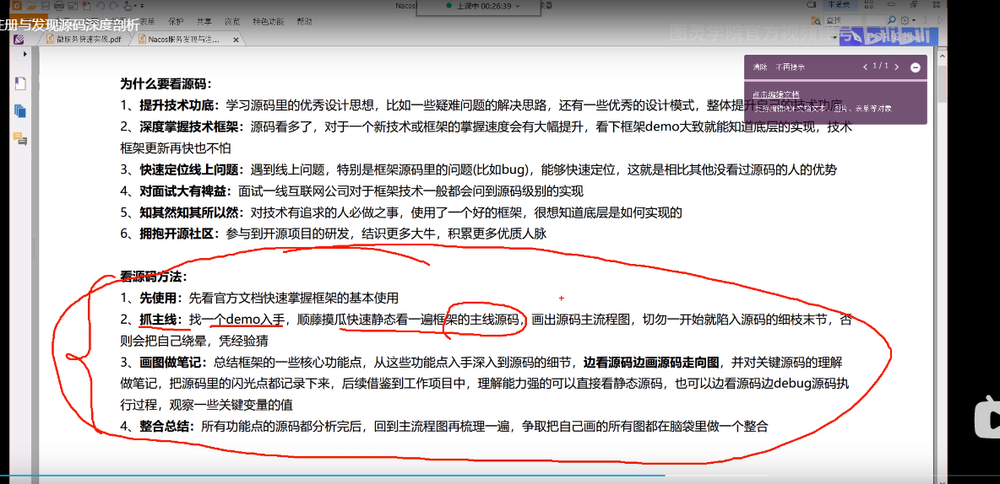 Nacos
上课中 00:26:39
未登录
注册与发现源码深度剖析
表单 保护 共享 浏览 特色功能 帮助
查找
微服务快速实战.pdf
Nacos服务发现与注...
图灵学院官方视频号
bilibili
清除 不再提示 1 / 1
点击编辑文档
为什么要看源码：
1、提升技术功底：学习源码里的优秀设计思想，比如一些疑难问题的解决思路，还有一些优秀的设计模式，整体提升自己的技术功底
2、深度掌握技术框架：源码看多了，对于一个新技术或框架的掌握速度会有大幅提升，看下框架demo大致就能知道底层的实现，技术
框架更新再快也不怕
3、快速定位线上问题：遇到线上问题，特别是框架源码里的问题(比如bug)，能够快速定位，这就是相比其他没看过源码的人的优势
4、对面试大有裨益：面试一线互联网公司对于框架技术一般都会问到源码级别的实现
5、知其然知其所以然：对技术有追求的人必做之事，使用了一个好的框架，很想知道底层是如何实现的
6、拥抱开源社区：参与到开源项目的研发，结识更多大牛，积累更多优质人脉
看源码方法：
1、先使用：先看官方文档快速掌握框架的基本使用
2、抓主线：找一个demo入手，顺藤摸瓜快速静态看一遍框架的主线源码，画出源码主流程图，切勿一开始就陷入源码的细枝末节，否
则会把自己绕晕，凭经验猜
3、画图做笔记：总结框架的一些核心功能点，从这些功能点入手深入到源码的细节，边看源码边画源码走向图，并对关键源码的理解
做笔记，把源码里的闪光点都记录下来，后续借鉴到工作项目中，理解能力强的可以直接看静态源码，也可以边看源码边debug源码执
行过程，观察一些关键变量的值
4、整合总结：所有功能点的源码都分析完后，回到主流程图再梳理一遍，争取把自己画的所有图都在脑袋里做一个整合